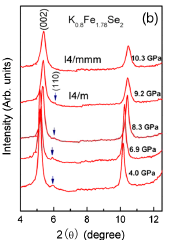 K0.8Fe1.78Se2 (b)
(002)
I4/mmm
10.3 GPa
(110)
I4/m
9.2 GPa
8.3 GPa
6.9 GPa
4.0 GPa
Intensity (Arb. units)
4 6 8 10 12
2(θ) (degree)